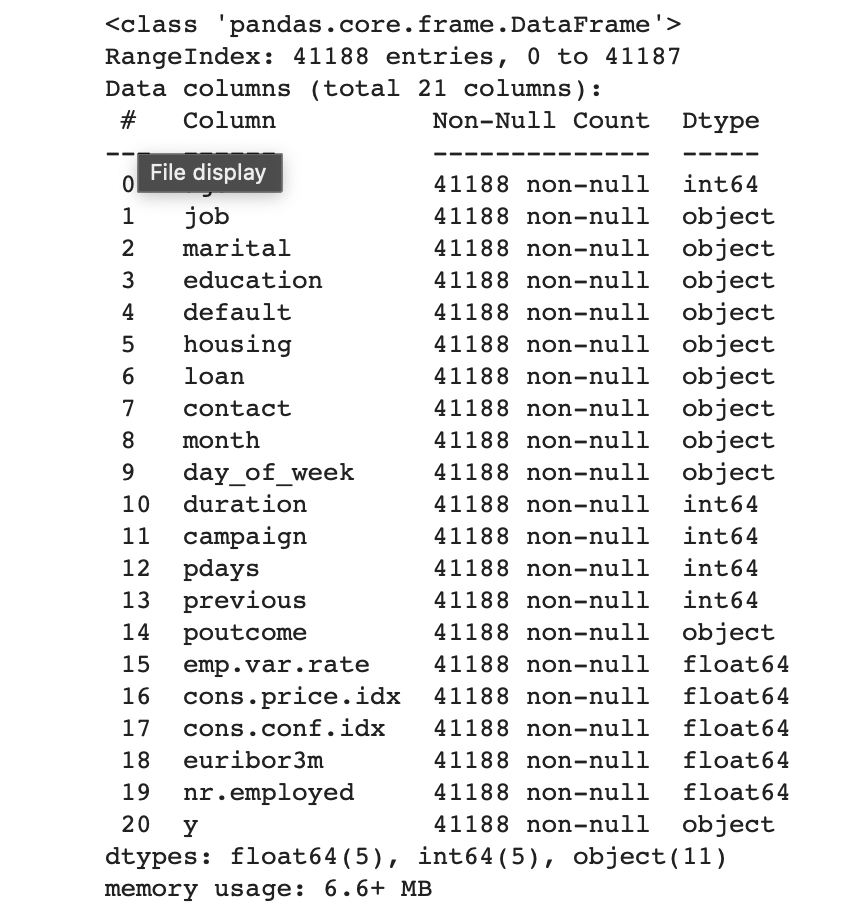 <class 'pandas.core.frame.DataFrame'>
RangeIndex: 41188 entries, 0 to 41187
Data columns (total 21 columns):
 #   Column          Non-Null Count  Dtype
---  ------          --------------  -----
File display
 0                   41188 non-null  int64
 1   job             41188 non-null  object
 2   marital         41188 non-null  object
 3   education       41188 non-null  object
 4   default         41188 non-null  object
 5   housing         41188 non-null  object
 6   loan            41188 non-null  object
 7   contact         41188 non-null  object
 8   month           41188 non-null  object
 9   day_of_week     41188 non-null  object
 10  duration        41188 non-null  int64
 11  campaign        41188 non-null  int64
 12  pdays           41188 non-null  int64
 13  previous        41188 non-null  int64
 14  poutcome        41188 non-null  object
 15  emp.var.rate    41188 non-null  float64
 16  cons.price.idx  41188 non-null  float64
 17  cons.conf.idx   41188 non-null  float64
 18  euribor3m       41188 non-null  float64
 19  nr.employed     41188 non-null  float64
 20  y               41188 non-null  object
dtypes: float64(5), int64(5), object(11)
memory usage: 6.6+ MB